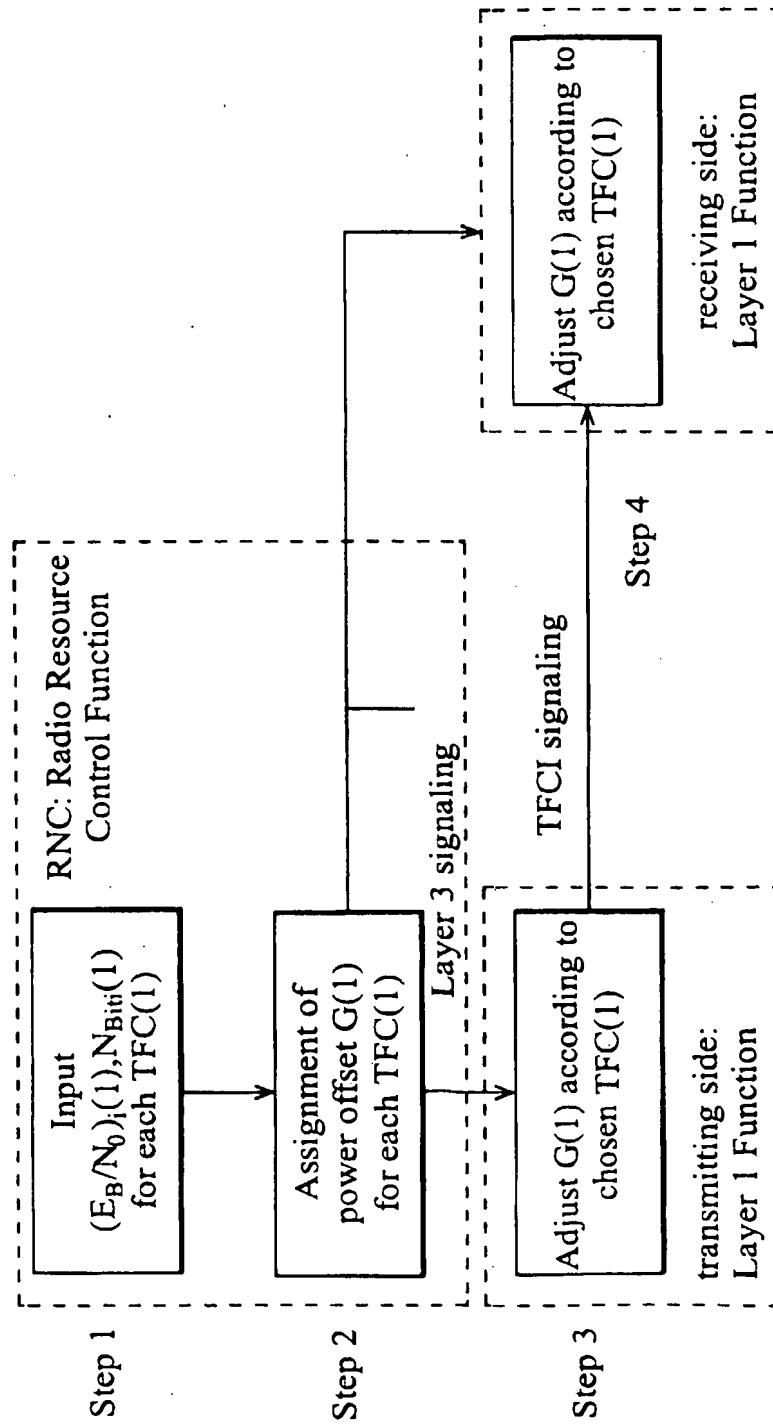 Step 1
Input
(E_B/N_0)_i(1),N_Biti(1)
for each TFC(1)
RNC: Radio Resource
Control Function
Step 2
Assignment of
power offset G(1)
for each TFC(1)
Layer 3 signaling
Step 3
Adjust G(1) according to
chosen TFC(1)
transmitting side:
Layer 1 Function
TFCI signaling
Step 4
Adjust G(1) according to
chosen TFC(1)
receiving side:
Layer 1 Function